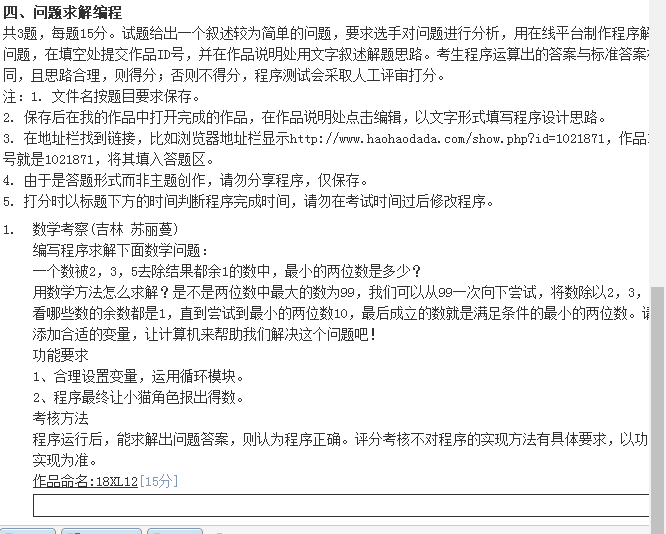 四、问题求解编程
共3题，每题15分。试题给出一个叙述较为简单的问题，要求选手对问题进行分析，用在线平台制作程序解
问题，在填空处提交作品ID号，并在作品说明处用文字叙述解题思路。考生程序运算出的答案与标准答案
同，且思路合理，则得分；否则不得分，程序测试会采取人工评审打分。
注：1. 文件名按题目要求保存。
2. 保存后在我的作品中打开完成的作品，在作品说明处点击编辑，以文字形式填写程序设计思路。
3. 在地址栏找到链接，比如浏览器地址栏显示http://www.haohaodada.com/show.php?id=1021871，作品
号就是1021871，将其填入答题区。
4. 由于是答题形式而非主题创作，请勿分享程序，仅保存。
5. 打分时以标题下方的时间判断程序完成时间，请勿在考试时间过后修改程序。
1. 数学考察(吉林 苏丽蔓)
编写程序求解下面数学问题：
一个数被2，3，5去除结果都余1的数中，最小的两位数是多少？
用数学方法怎么求解？是不是两位数中最大的数为99，我们可以从99一次向下尝试，将数除以2，3，
看哪些数的余数都是1，直到尝试到最小的两位数10，最后成立的数就是满足条件的最小的两位数。
添加合适的变量，让计算机来帮助我们解决这个问题吧！
功能要求
1、合理设置变量，运用循环模块。
2、程序最终让小猫角色报出得数。
考核方法
程序运行后，能求解出问题答案，则认为程序正确。评分考核不对程序的实现方法有具体要求，以功
实现为准。
作品命名:18XL12[15分]